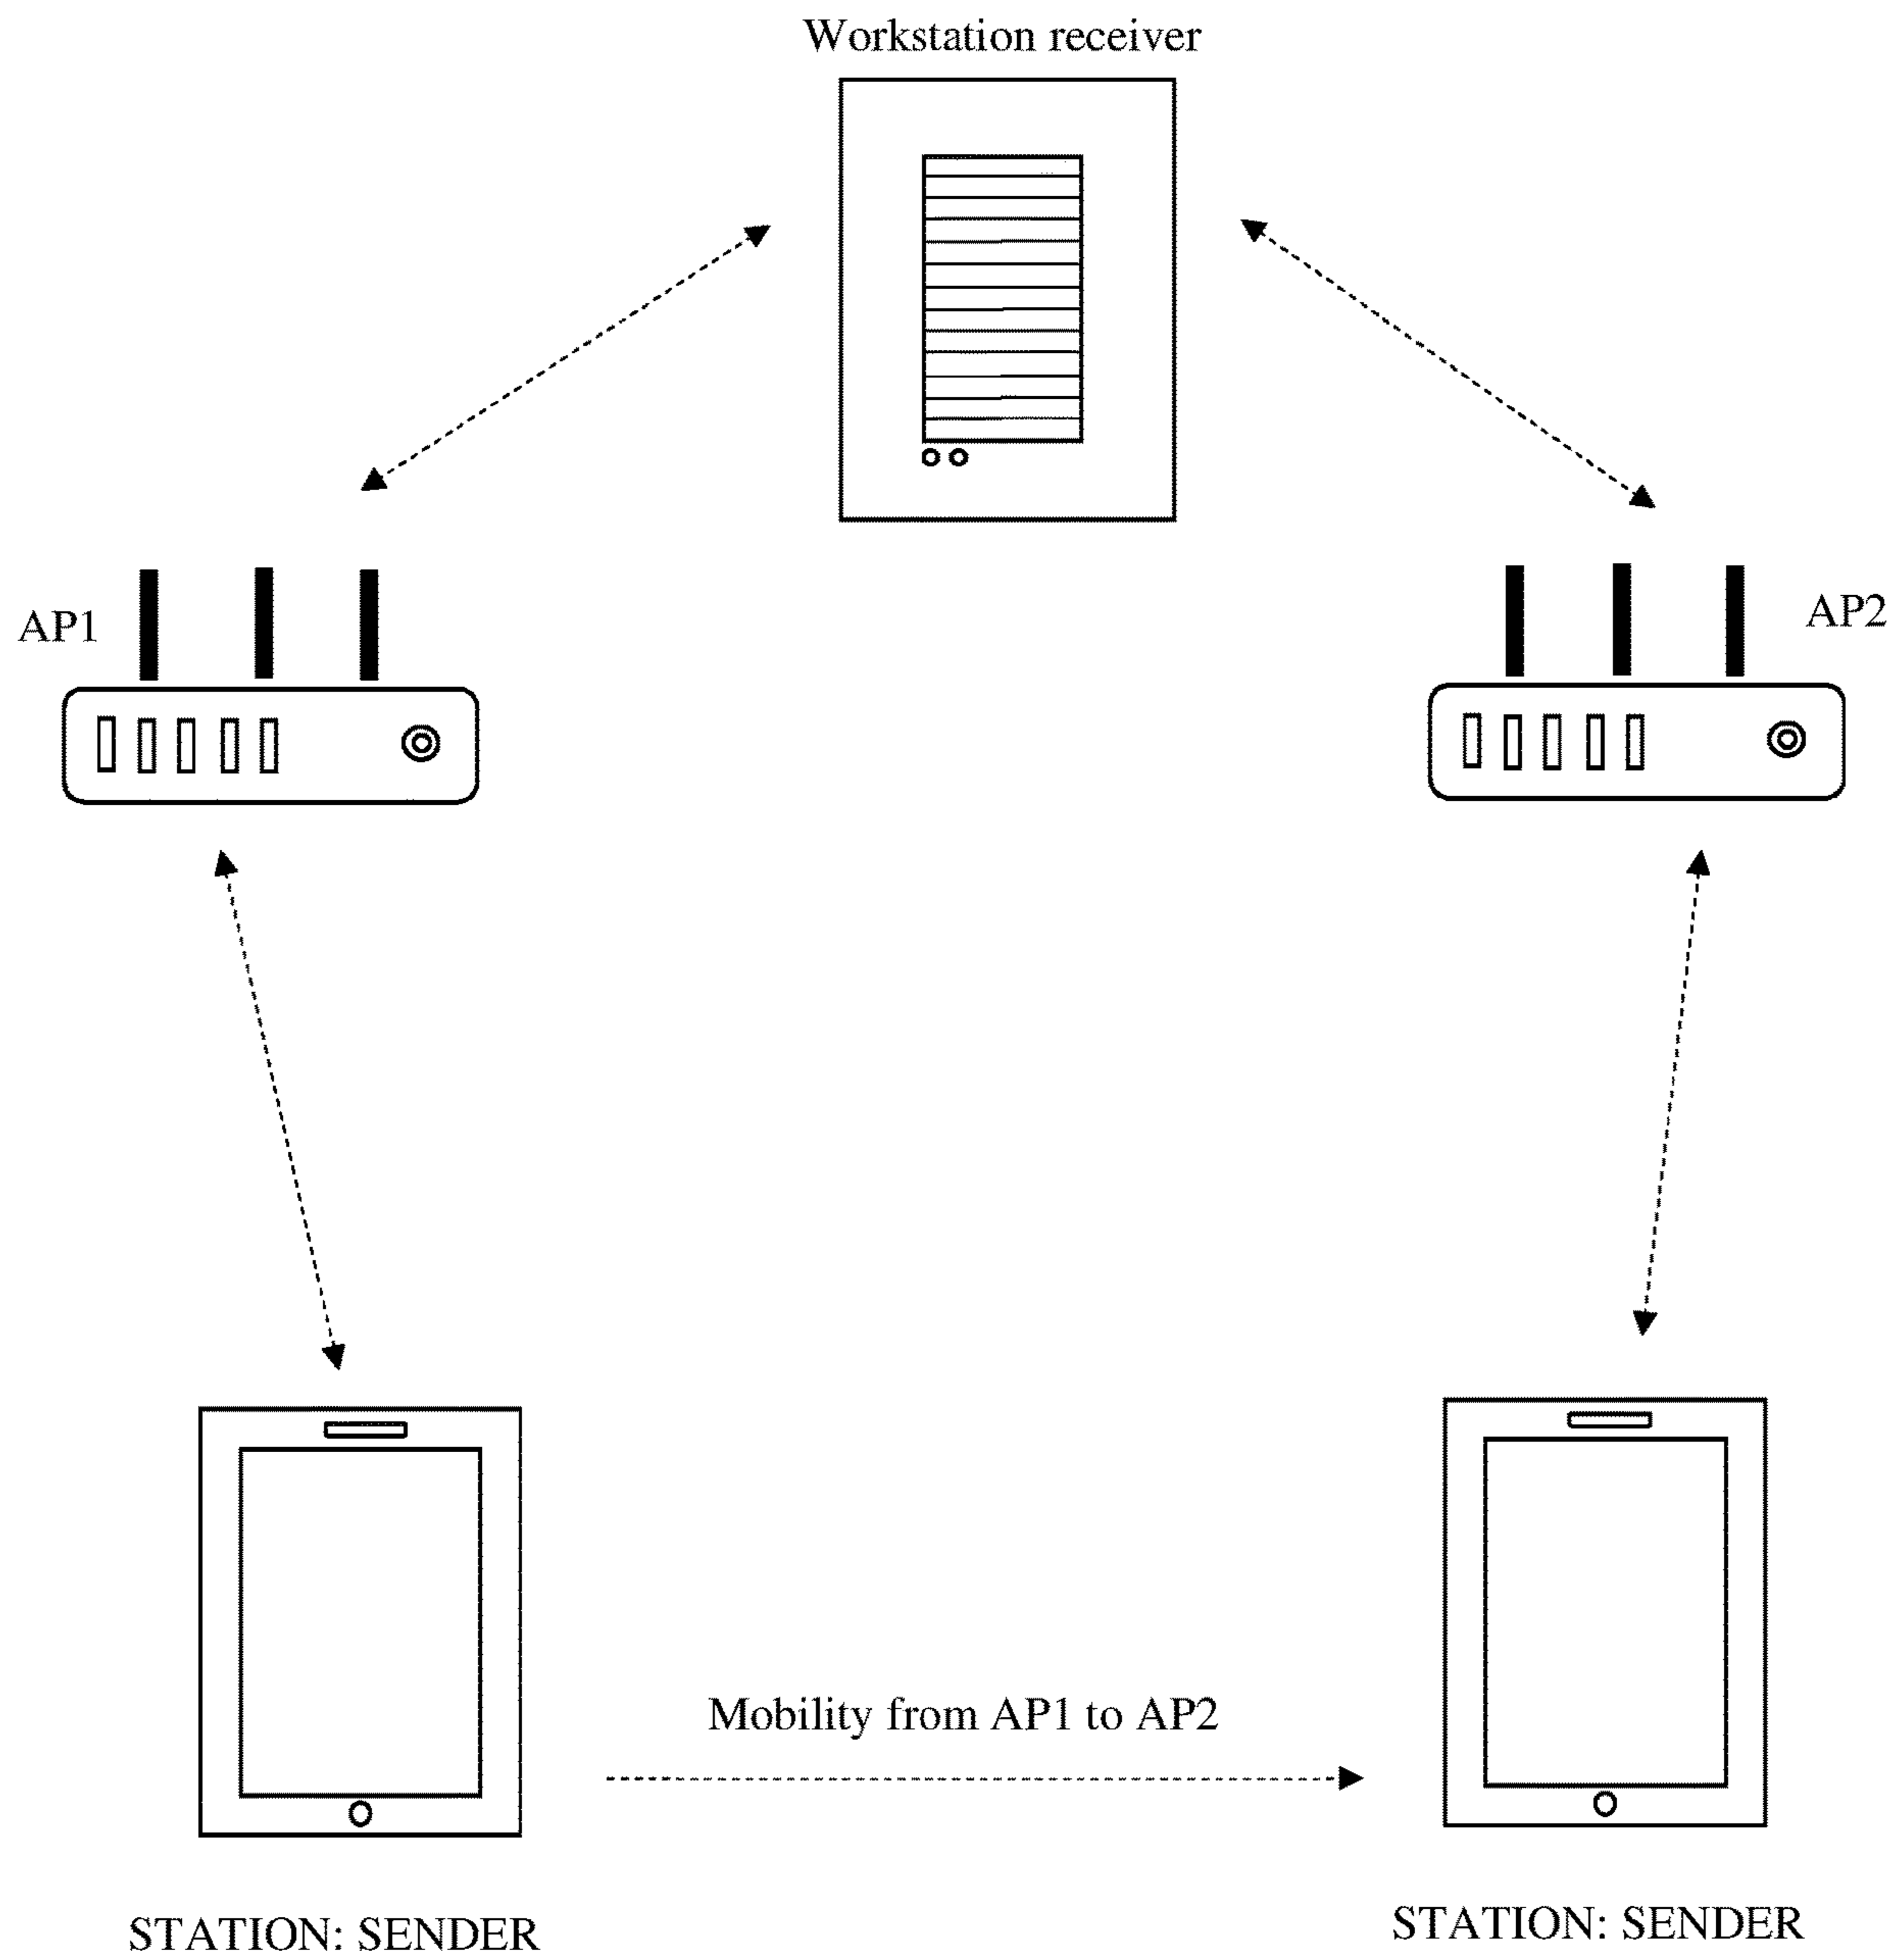 Workstation receiver
AP1
AP2
Mobility from AP1 to AP2
STATION: SENDER
STATION: SENDER